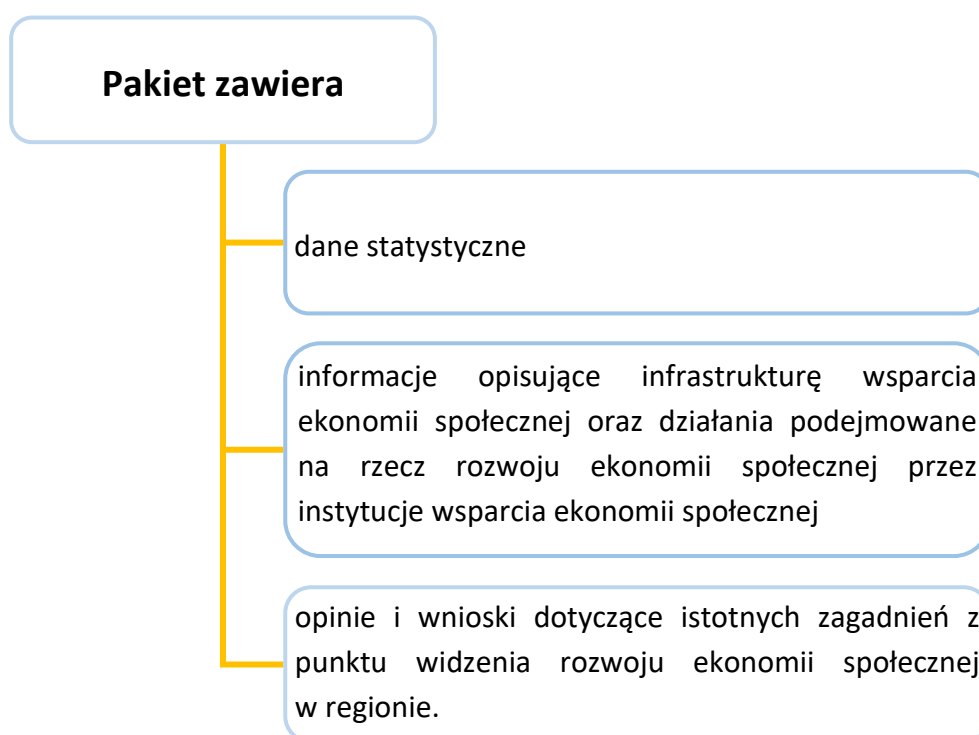 Pakiet zawiera
dane statystyczne
informacje opisujące infrastrukturę wsparcia
ekonomii społecznej oraz działania podejmowane
na rzecz rozwoju ekonomii społecznej przez
instytucje wsparcia ekonomii społecznej
opinie i wnioski dotyczące istotnych zagadnień z
punktu widzenia rozwoju ekonomii społecznej
w regionie.